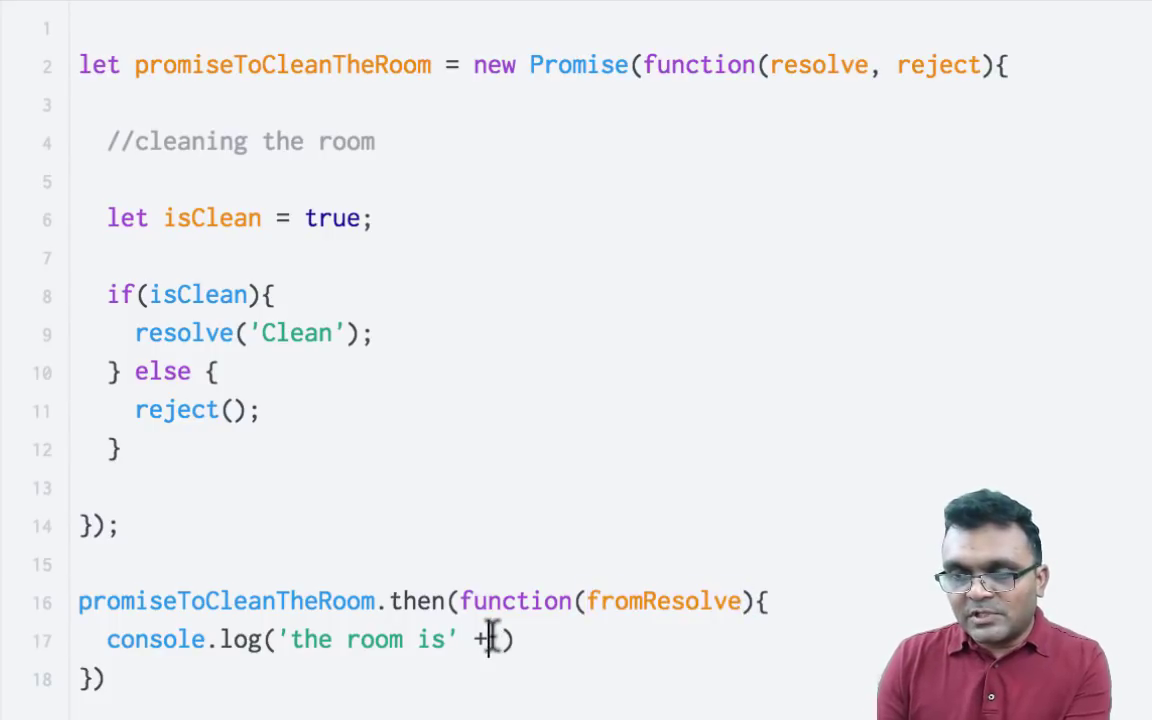 1
2 let promiseToCleanTheRoom = new Promise(function(resolve, reject){
3
4 //cleaning the room
5
6 let isClean = true;
7
8 if(isClean){
9 resolve('Clean');
10 } else {
11 reject();
12 }
13
14 });
15
16 promiseToCleanTheRoom.then(function(fromResolve){
17 console.log('the room is' +)
18 })